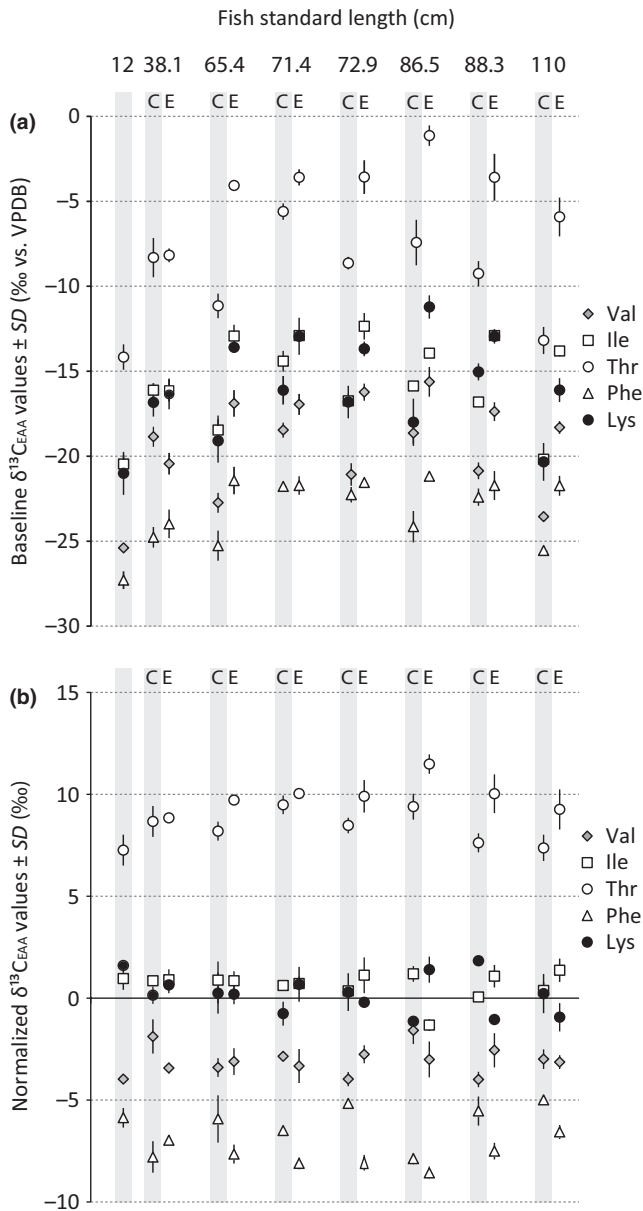 Fish standard length (cm)
12 38.1 65.4 71.4 72.9 86.5 88.3 110
C E C E C E C E C E C E C E
(a)
0
−5
−10
−15
−20
−25
−30
Baseline δ¹³C_EAA values ± SD (‰ vs. VPDB)
Val
Ile
Thr
Phe
Lys
C E C E C E C E C E C E C E
(b)
15
10
5
0
−5
−10
Normalized δ¹³C_EAA values ± SD (‰)
Val
Ile
Thr
Phe
Lys